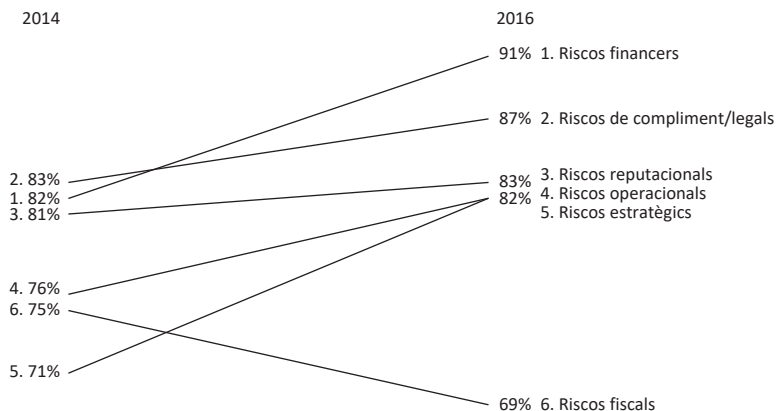 2014
2016
91% 1. Riscos financers
87% 2. Riscos de compliment/legals
2. 83%
1. 82%
3. 81%
83% 3. Riscos reputacionals
82% 4. Riscos operacionals
5. Riscos estratègics
4. 76%
6. 75%
5. 71%
69% 6. Riscos fiscals